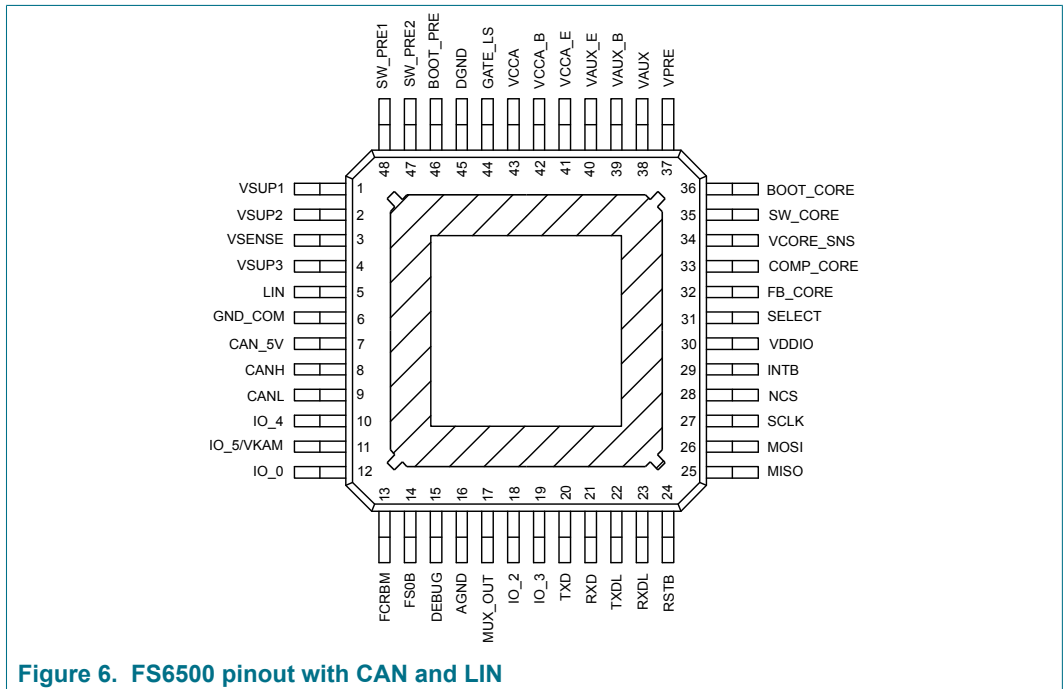 SW_PRE1
SW_PRE2
BOOT_PRE
DGND
GATE_LS
VCCA
VCCA_B
VCCA_E
VAUX_E
VAUX_B
VAUX
VPRE
48
47
46
45
44
43
42
41
40
39
38
37
VSUP1 1
VSUP2 2
VSENSE 3
VSUP3 4
LIN 5
GND_COM 6
CAN_5V 7
CANH 8
CANL 9
IO_4 10
IO_5/VKAM 11
IO_0 12
36 BOOT_CORE
35 SW_CORE
34 VCORE_SNS
33 COMP_CORE
32 FB_CORE
31 SELECT
30 VDDIO
29 INTB
28 NCS
27 SCLK
26 MOSI
25 MISO
13
14
15
16
17
18
19
20
21
22
23
24
FCRBM
FS0B
DEBUG
AGND
MUX_OUT
IO_2
IO_3
TXD
RXD
TXDL
RXDL
RSTB
Figure 6. FS6500 pinout with CAN and LIN